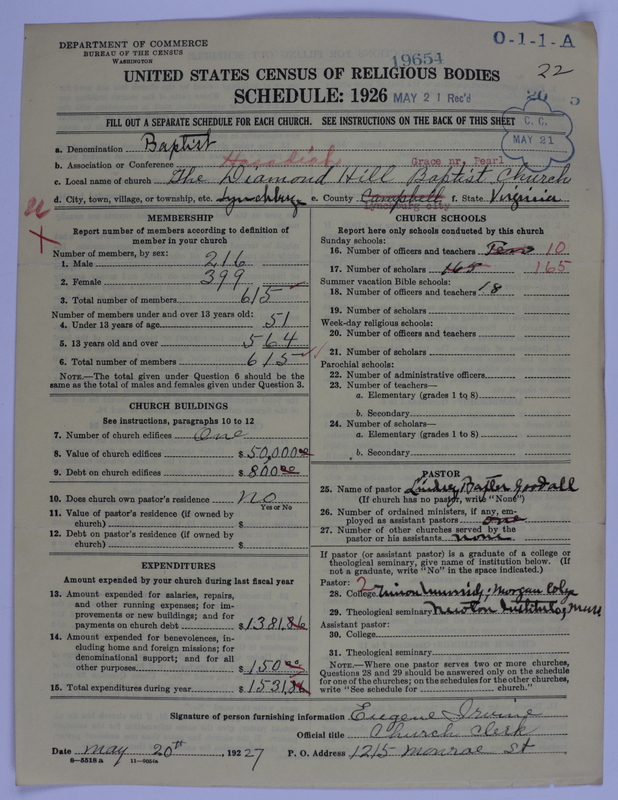 DEPARTMENT OF COMMERCE
BUREAU OF THE CENSUS
WASHINGTON
19654
O-1-1-A
22
UNITED STATES CENSUS OF RELIGIOUS BODIES
SCHEDULE: 1926 MAY 21 Rec'd
FILL OUT A SEPARATE SCHEDULE FOR EACH CHURCH. SEE INSTRUCTIONS ON THE BACK OF THIS SHEET
C. C.
MAY 21
a. Denomination Baptist
b. Association or Conference Hasadiah Grace nr. Pearl
c. Local name of church The Diamond Hill Baptist Church
d. City, town, village, or township, etc. Lynchburg e. County Campbell f. State Virginia
Lynchburg city
MEMBERSHIP
Report number of members according to definition of member in your church
Number of members, by sex:
1. Male 216
2. Female 399
3. Total number of members 615
Number of members under and over 13 years old:
4. Under 13 years of age 51
5. 13 years old and over 564
6. Total number of members 615
NOTE.—The total given under Question 6 should be the same as the total of males and females given under Question 3.
CHURCH BUILDINGS
See instructions, paragraphs 10 to 12
7. Number of church edifices One
8. Value of church edifices $ 50,000 00
9. Debt on church edifices $ 800 00
10. Does church own pastor's residence No
Yes or No
11. Value of pastor's residence (if owned by church) $
12. Debt on pastor's residence (if owned by church) $
EXPENDITURES
Amount expended by your church during last fiscal year
13. Amount expended for salaries, repairs, and other running expenses; for improvements or new buildings; and for payments on church debt $ 1381.86
14. Amount expended for benevolences, including home and foreign missions; for denominational support; and for all other purposes $ 150 00
15. Total expenditures during year $ 1531.86
CHURCH SCHOOLS
Report here only schools conducted by this church
Sunday schools:
16. Number of officers and teachers Ten 10
17. Number of scholars 165 165
Summer vacation Bible schools:
18. Number of officers and teachers 18
19. Number of scholars
Week-day religious schools:
20. Number of officers and teachers
21. Number of scholars
Parochial schools:
22. Number of administrative officers
23. Number of teachers—
a. Elementary (grades 1 to 8)
b. Secondary
24. Number of scholars—
a. Elementary (grades 1 to 8)
b. Secondary
PASTOR
25. Name of pastor Lindsey Goodall
(If church has no pastor, write "None")
26. Number of ordained ministers, if any, employed as assistant pastors one
27. Number of other churches served by the pastor or his assistants none
If pastor (or assistant pastor) is a graduate of a college or theological seminary, give name of institution below. (If not a graduate, write "No" in the space indicated.)
Pastor: 2
28. College Morgan
29. Theological seminary Institute, Mass
Assistant pastor:
30. College
31. Theological seminary
NOTE.—Where one pastor serves two or more churches, Questions 28 and 29 should be answered only on the schedule for one of the churches; on the schedules for other churches, write "See schedule for church."
Signature of person furnishing information Eugene Irvine
Official title Church Clerk
Date May 20th, 192 27 P. O. Address 1215 Monroe St
8—5518 a 11—9054a